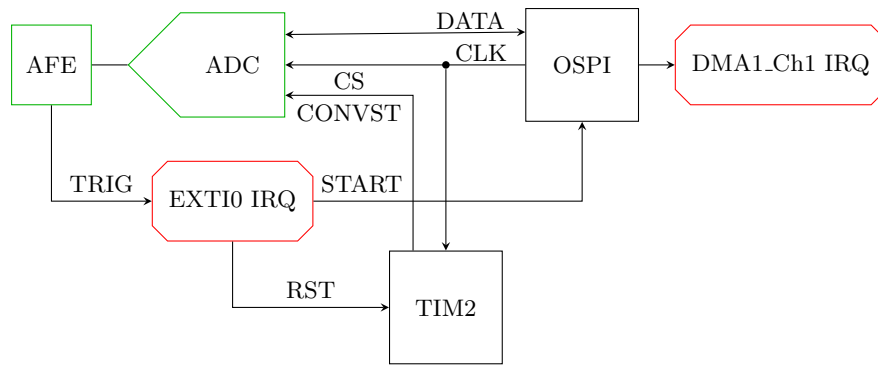 DATA
AFE
ADC
CLK
OSPI
DMA1_Ch1 IRQ
CS
CONVST
TRIG
EXTI0 IRQ
START
RST
TIM2